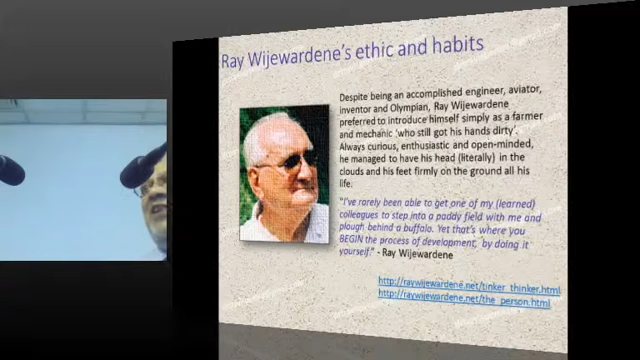 Ray Wijewardene's ethic and habits
Despite being an accomplished engineer, aviator,
inventor and Olympian, Ray Wijewardene
preferred to introduce himself simply as a farmer
and mechanic 'who still got his hands dirty'.
Always curious, enthusiastic and open-minded,
he managed to have his head (literally) in the
clouds and his feet firmly on the ground all his
life.
"I've rarely been able to get one of my (learned)
colleagues to step into a paddy field with me and
plough behind a buffalo. Yet that's where you
BEGIN the process of development, by doing it
yourself." - Ray Wijewardene
http://raywijewardene.net/tinker_thinker.html
http://raywijewardene.net/the_person.html